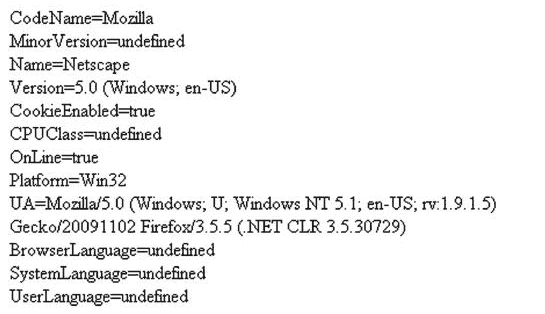 CodeName=Mozilla
MinorVersion=undefined
Name=Netscape
Version=5.0 (Windows; en-US)
CookieEnabled=true
CPUClass=undefined
OnLine=true
Platform=Win32
UA=Mozilla/5.0 (Windows; U; Windows NT 5.1; en-US; rv:1.9.1.5)
Gecko/20091102 Firefox/3.5.5 (.NET CLR 3.5.30729)
BrowserLanguage=undefined
SystemLanguage=undefined
UserLanguage=undefined